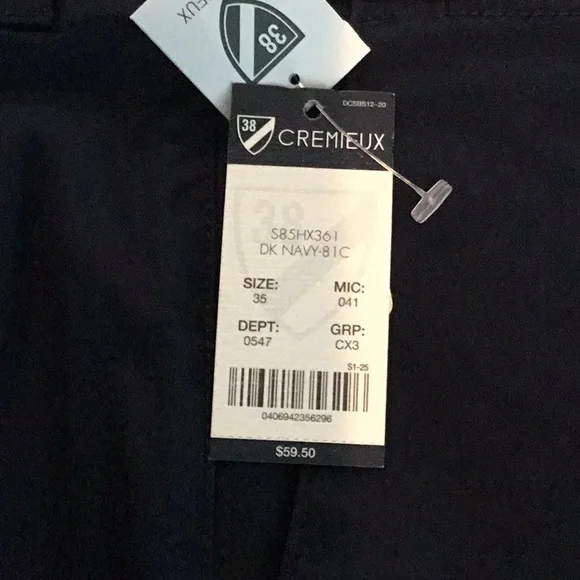 EUX
38
DCSBS12-20
38 CREMIEUX
38
S85HX361
DK NAVY-81C
SIZE: MIC:
35 041
DEPT: GRP:
0547 CX3
S1-25
0406942356296
$59.50